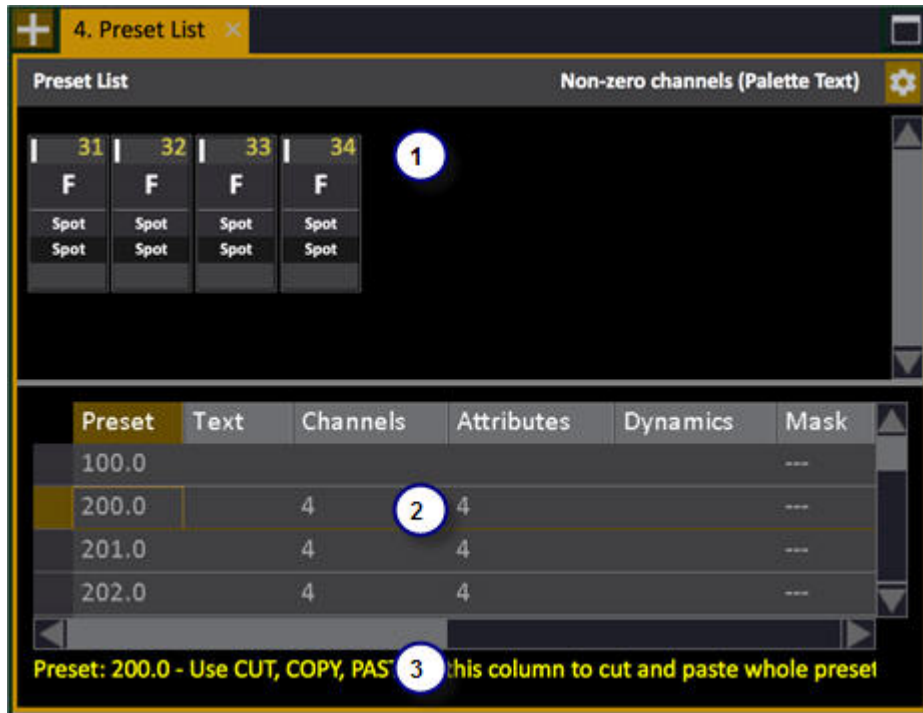 4. Preset List ×
Preset List Non-zero channels (Palette Text)
31 32 33 34
1
F F F F
Spot Spot Spot Spot
Spot Spot Spot Spot
Preset Text Channels Attributes Dynamics Mask
100.0 ---
200.0 4 2 4 ---
201.0 4 4 ---
202.0 4 4 ---
Preset: 200.0 - Use CUT, COPY, 3 this column to cut and paste whole preset